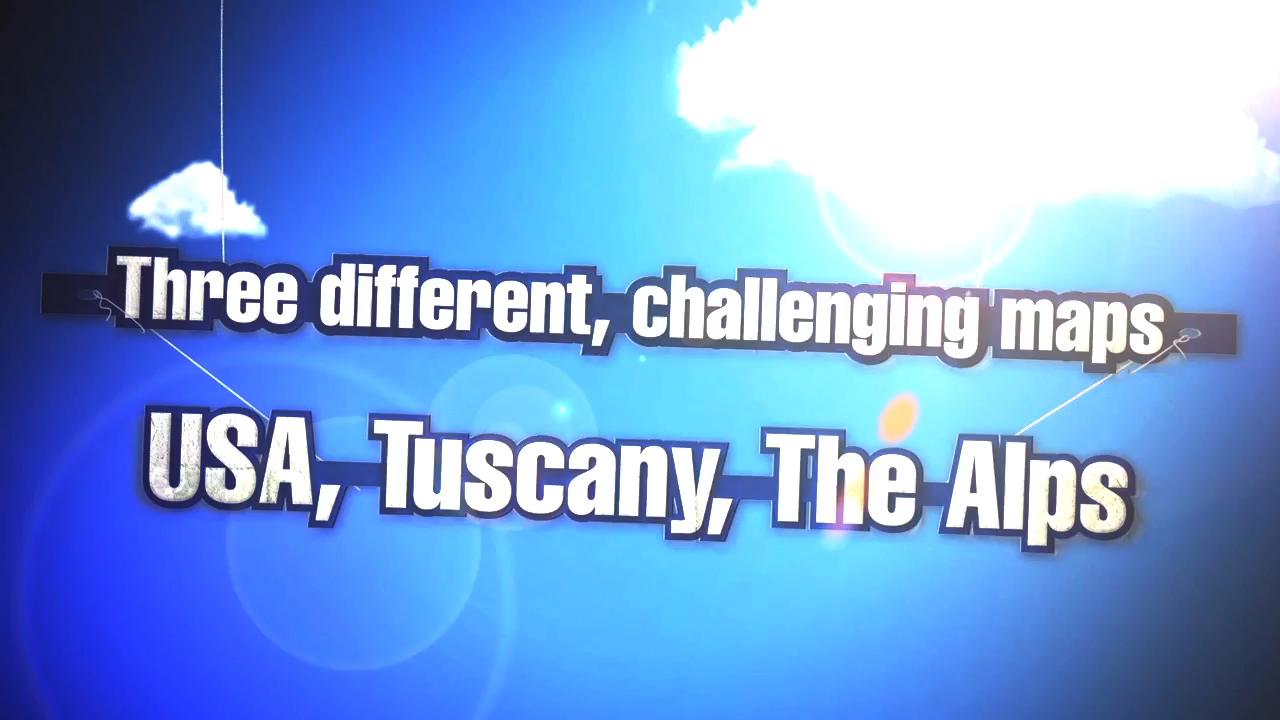 Three different, challenging maps
USA, Tuscany, The Alps